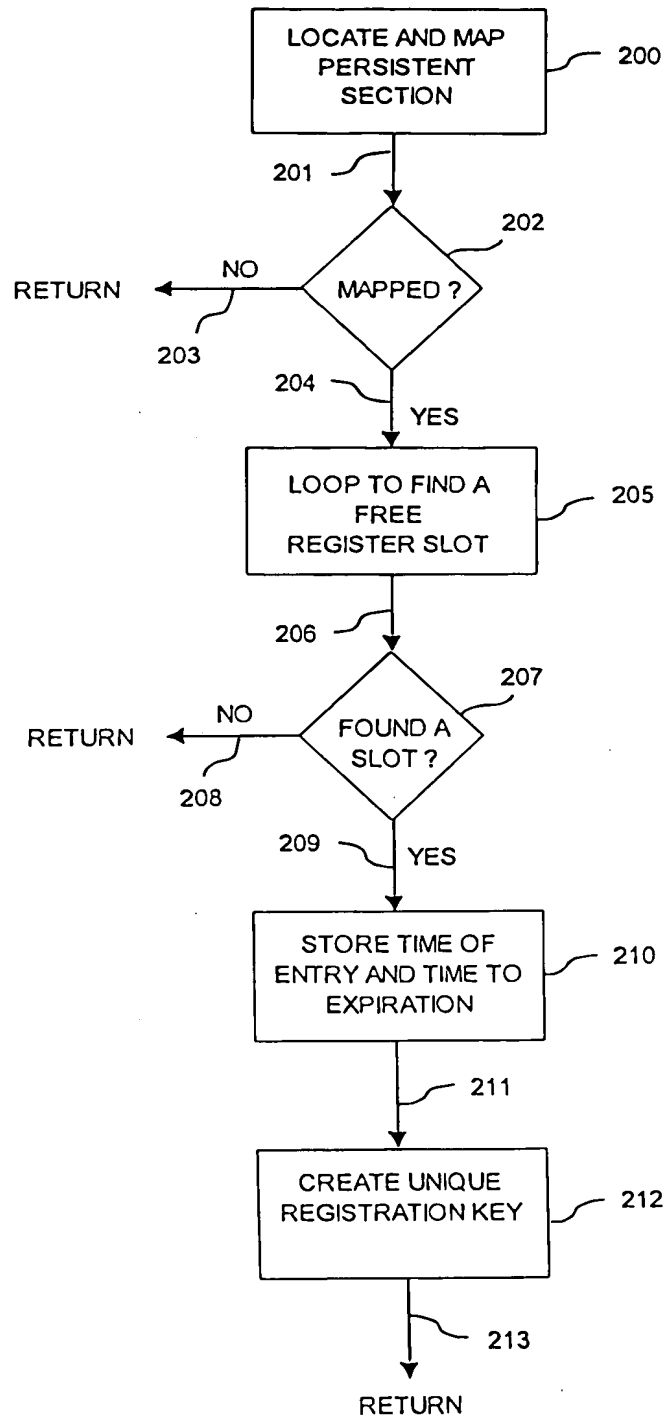 LOCATE AND MAP
PERSISTENT
SECTION
200
201
202
MAPPED ?
NO
RETURN
203
204
YES
LOOP TO FIND A
FREE
REGISTER SLOT
205
206
207
FOUND A
SLOT ?
NO
RETURN
208
209
YES
STORE TIME OF
ENTRY AND TIME TO
EXPIRATION
210
211
CREATE UNIQUE
REGISTRATION KEY
212
213
RETURN